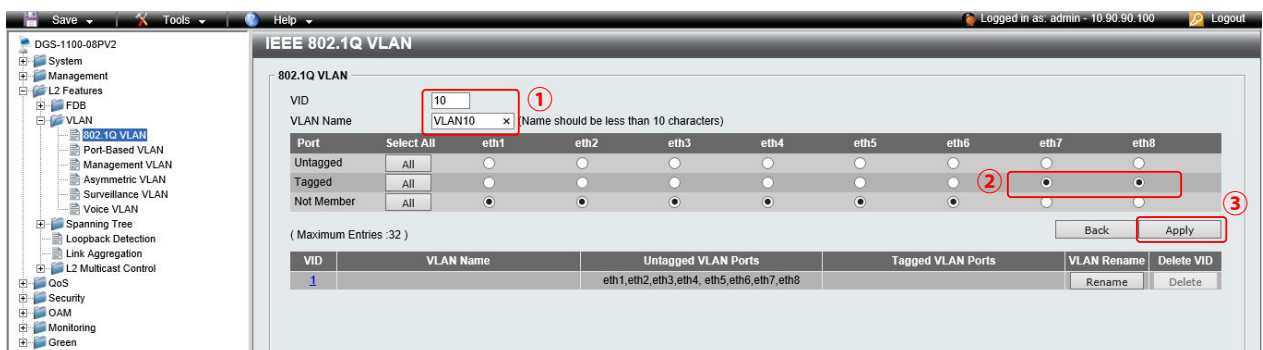 Save Tools Help Logged in as: admin - 10.90.90.100 Logout
DGS-1100-08PV2
System
Management
L2 Features
FDB
VLAN
802.1Q VLAN
Port-Based VLAN
Management VLAN
Asymmetric VLAN
Surveillance VLAN
Voice VLAN
Spanning Tree
Loopback Detection
Link Aggregation
L2 Multicast Control
QoS
Security
OAM
Monitoring
Green
IEEE 802.1Q VLAN
802.1Q VLAN
VID 10 ①
VLAN Name VLAN10 × (Name should be less than 10 characters)
Port Select All eth1 eth2 eth3 eth4 eth5 eth6 eth7 eth8
Untagged All
Tagged All ②
Not Member All
③
( Maximum Entries :32 ) Back Apply
VID VLAN Name Untagged VLAN Ports Tagged VLAN Ports VLAN Rename Delete VID
1 eth1,eth2,eth3,eth4, eth5,eth6,eth7,eth8 Rename Delete